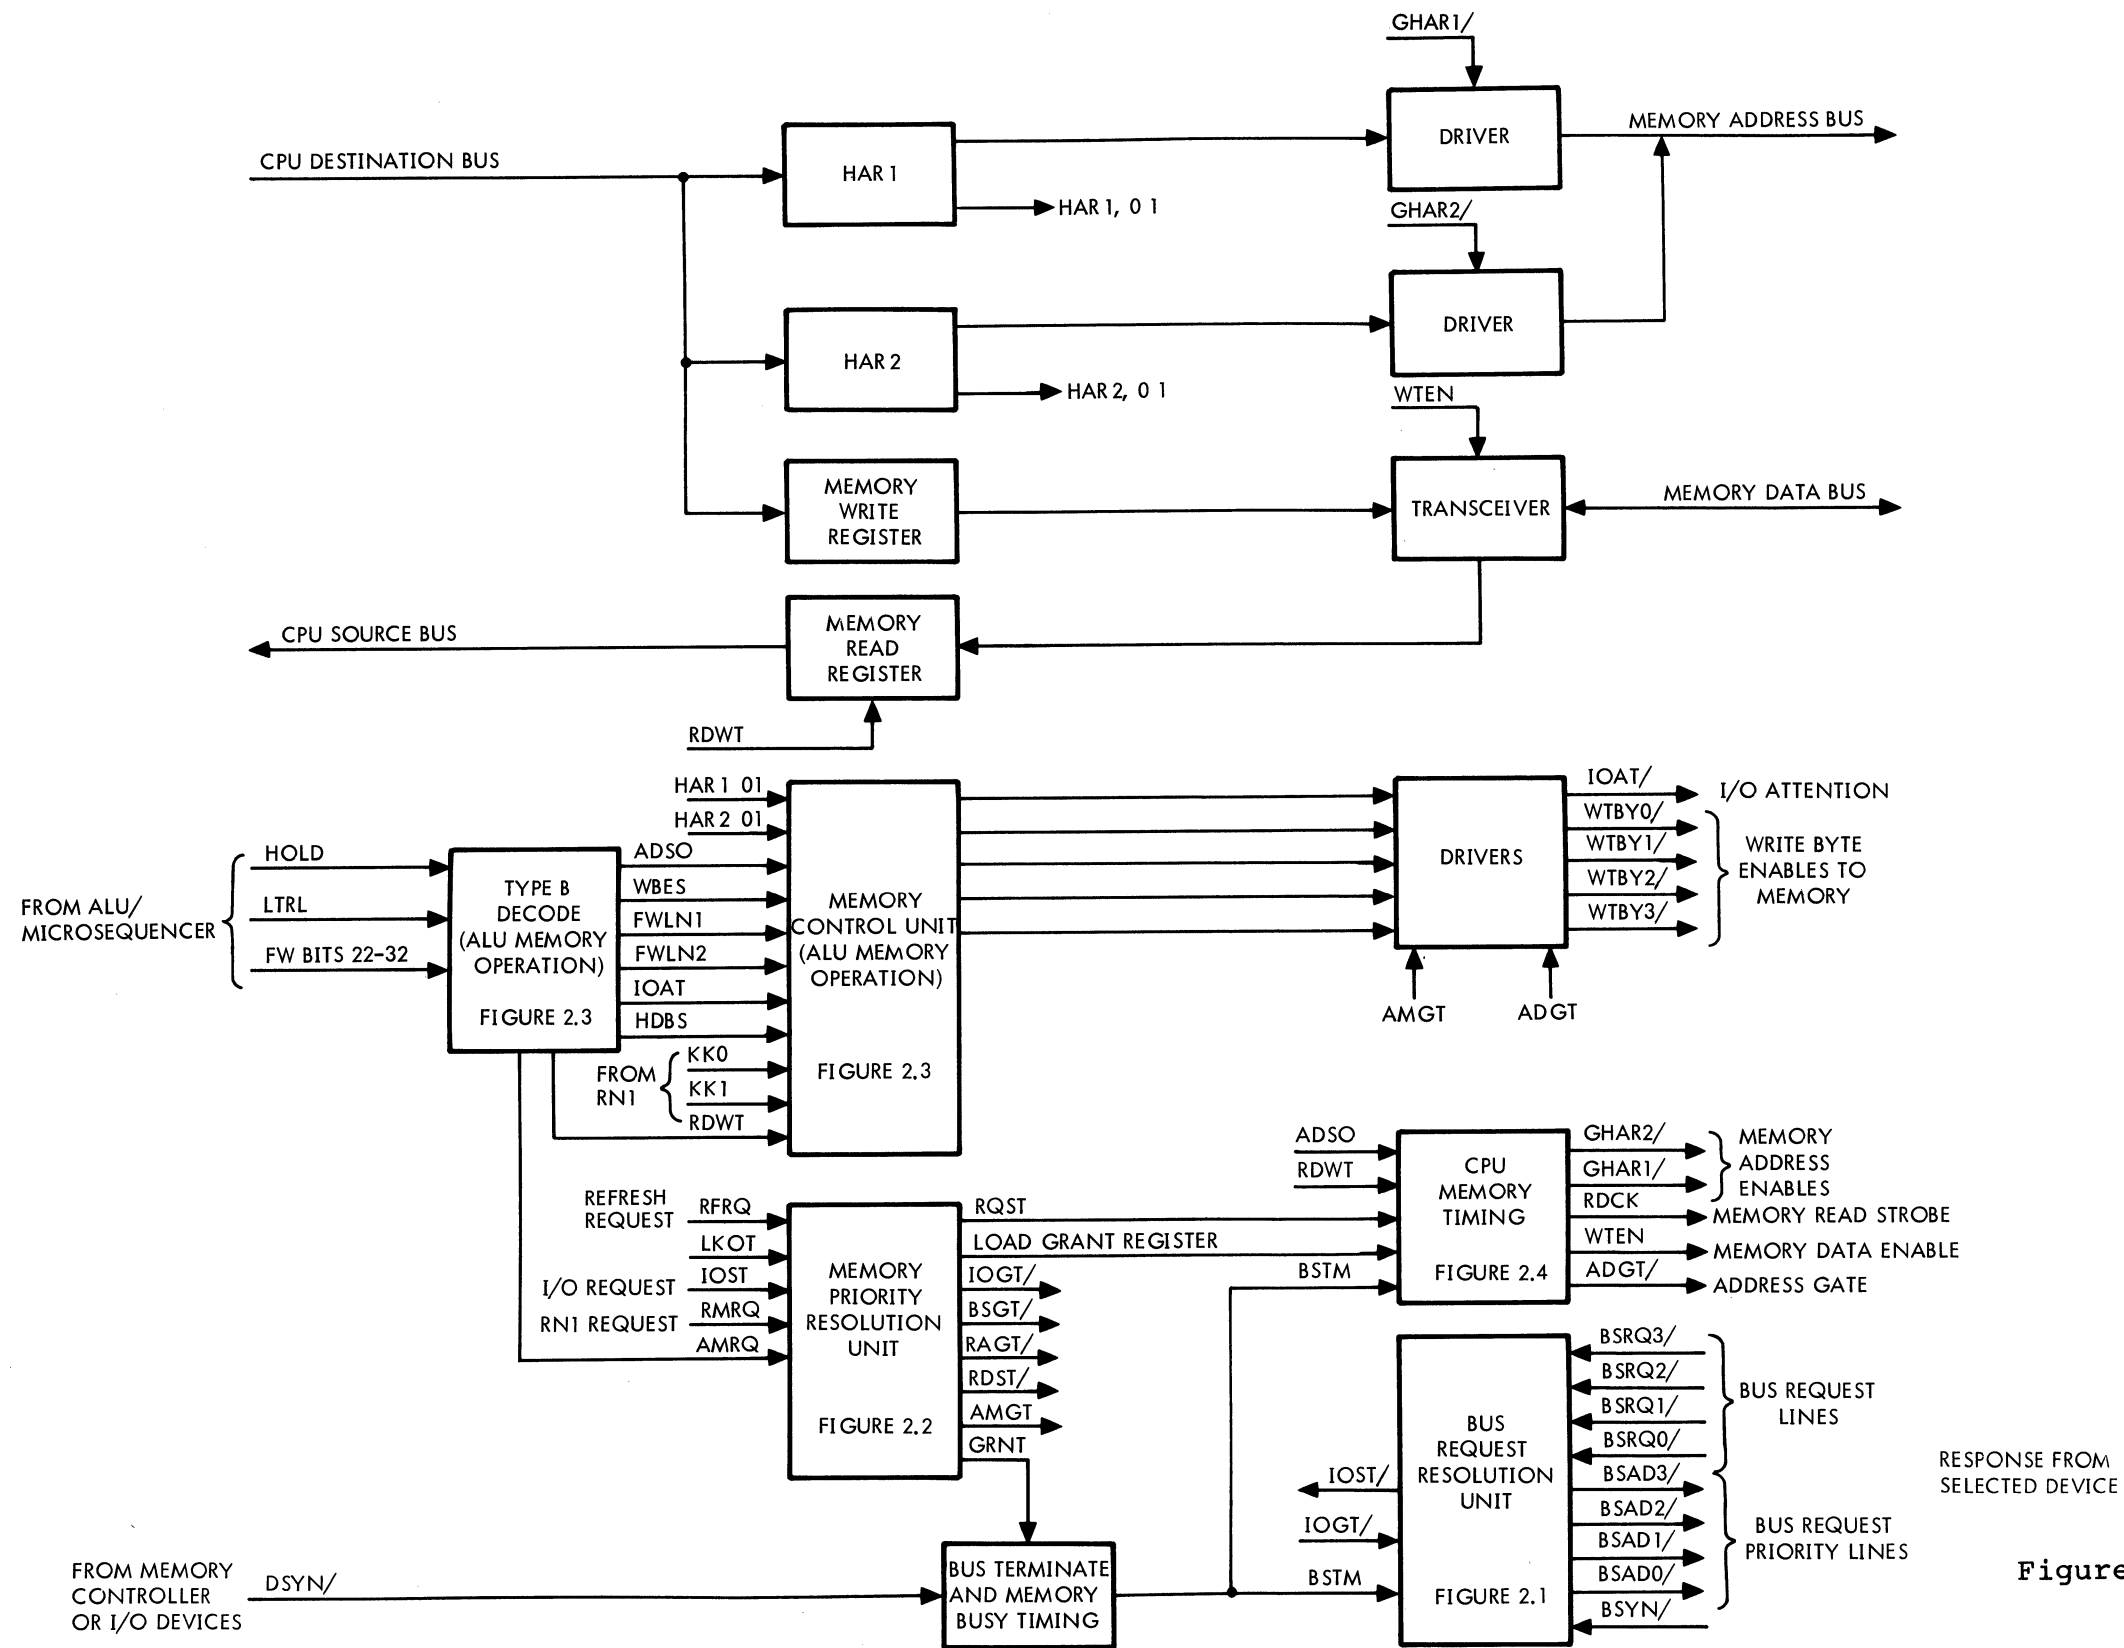 GHAR1/
DRIVER
MEMORY ADDRESS BUS
CPU DESTINATION BUS
HAR 1
HAR 1, 0 1
GHAR2/
DRIVER
HAR 2
HAR 2, 0 1
WTEN
MEMORY
WRITE
REGISTER
TRANSCEIVER
MEMORY DATA BUS
CPU SOURCE BUS
MEMORY
READ
REGISTER
RDWT
HAR 1 01
HAR 2 01
FROM ALU/
MICROSEQUENCER
HOLD
LTRL
FW BITS 22-32
TYPE B
DECODE
(ALU MEMORY
OPERATION)
FIGURE 2.3
ADSO
WBES
FWLN1
FWLN2
IOAT
HDBS
FROM
RN1
KK0
KK1
RDWT
MEMORY
CONTROL UNIT
(ALU MEMORY
OPERATION)
FIGURE 2.3
DRIVERS
AMGT
ADGT
IOAT/
I/O ATTENTION
WTBY0/
WTBY1/
WTBY2/
WTBY3/
WRITE BYTE
ENABLES TO
MEMORY
REFRESH
REQUEST
RFRQ
LKOT
I/O REQUEST
IOST
RN1 REQUEST
RMRQ
AMRQ
MEMORY
PRIORITY
RESOLUTION
UNIT
FIGURE 2.2
RQST
LOAD GRANT REGISTER
IOGT/
BSGT/
RAGT/
RDST/
AMGT
GRNT
ADSO
RDWT
BSTM
CPU
MEMORY
TIMING
FIGURE 2.4
GHAR2/
GHAR1/
MEMORY
ADDRESS
ENABLES
RDCK
MEMORY READ STROBE
WTEN
MEMORY DATA ENABLE
ADGT/
ADDRESS GATE
IOST/
IOGT/
BSTM
BUS
REQUEST
RESOLUTION
UNIT
FIGURE 2.1
BSRQ3/
BSRQ2/
BSRQ1/
BSRQ0/
BUS REQUEST
LINES
BSAD3/
BSAD2/
BSAD1/
BSAD0/
BUS REQUEST
PRIORITY LINES
BSYN/
RESPONSE FROM
SELECTED DEVICE
FROM MEMORY
CONTROLLER
OR I/O DEVICES
DSYN/
BUS TERMINATE
AND MEMORY
BUSY TIMING
Figure